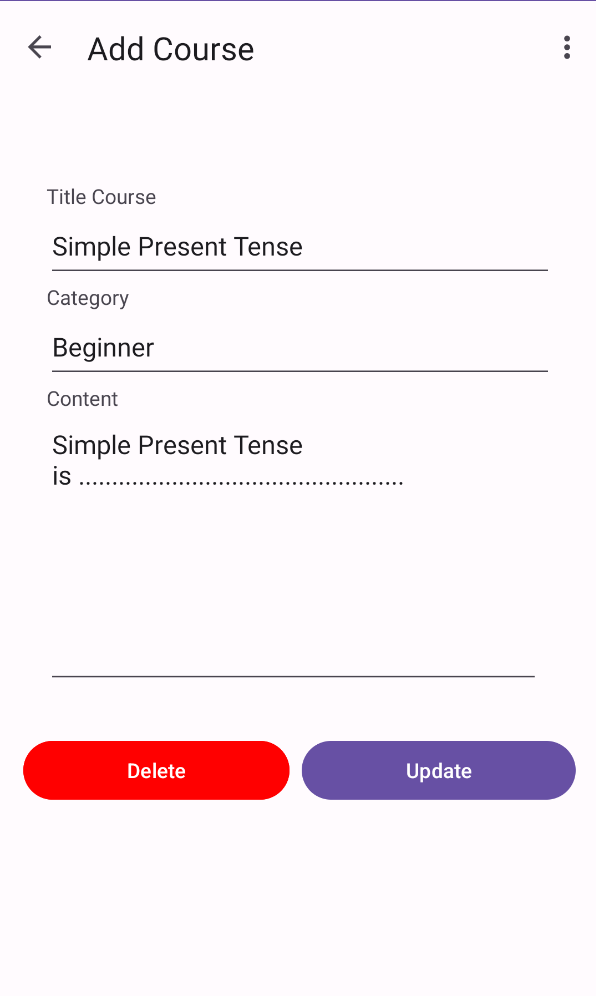 Add Course
Title Course
Simple Present Tense
Category
Beginner
Content
Simple Present Tense
is .................................................
Delete
Update